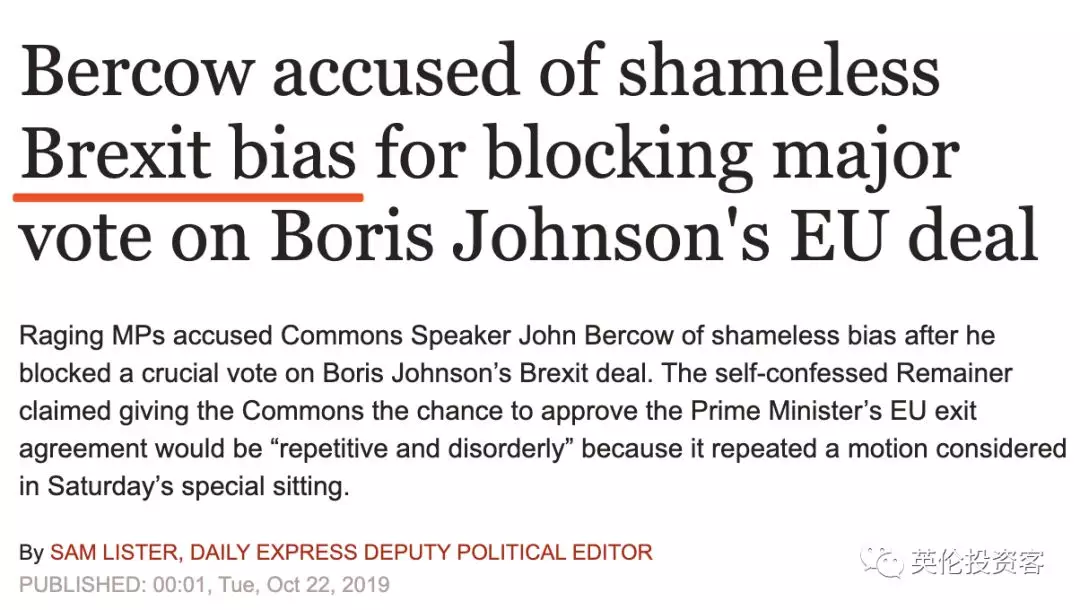 Bercow accused of shameless
Brexit bias for blocking major
vote on Boris Johnson's EU deal
Raging MPs accused Commons Speaker John Bercow of shameless bias after he
blocked a crucial vote on Boris Johnson’s Brexit deal. The self-confessed Remainer
claimed giving the Commons the chance to approve the Prime Minister’s EU exit
agreement would be “repetitive and disorderly” because it repeated a motion considered
in Saturday’s special sitting.
By SAM LISTER, DAILY EXPRESS DEPUTY POLITICAL EDITOR
PUBLISHED: 00:01, Tue, Oct 22, 2019
英伦投资客